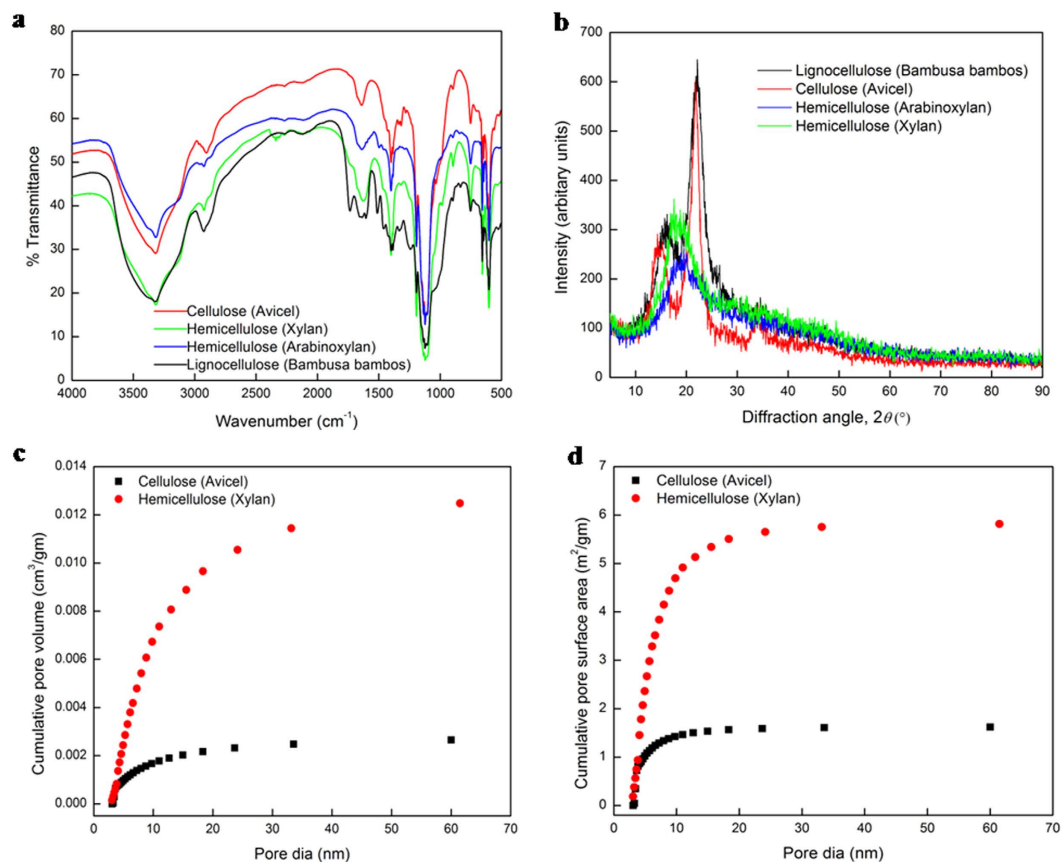 a
80
70
60
50
40
30
20
10
0
% Transmittance
Cellulose (Avicel)
Hemicellulose (Xylan)
Hemicellulose (Arabinoxylan)
Lignocellulose (Bambusa bambos)
4000 3500 3000 2500 2000 1500 1000 500
Wavenumber (cm⁻¹)
b
700
600
500
400
300
200
100
0
Intensity (arbitary units)
Lignocellulose (Bambusa bambos)
Cellulose (Avicel)
Hemicellulose (Arabinoxylan)
Hemicellulose (Xylan)
10 20 30 40 50 60 70 80 90
Diffraction angle, 2θ (°)
c
0.014
0.012
0.010
0.008
0.006
0.004
0.002
0.000
Cumulative pore volume (cm³/gm)
Cellulose (Avicel)
Hemicellulose (Xylan)
0 10 20 30 40 50 60 70
Pore dia (nm)
d
7
6
5
4
3
2
1
0
Cumulative pore surface area (m²/gm)
Cellulose (Avicel)
Hemicellulose (Xylan)
0 10 20 30 40 50 60 70
Pore dia (nm)